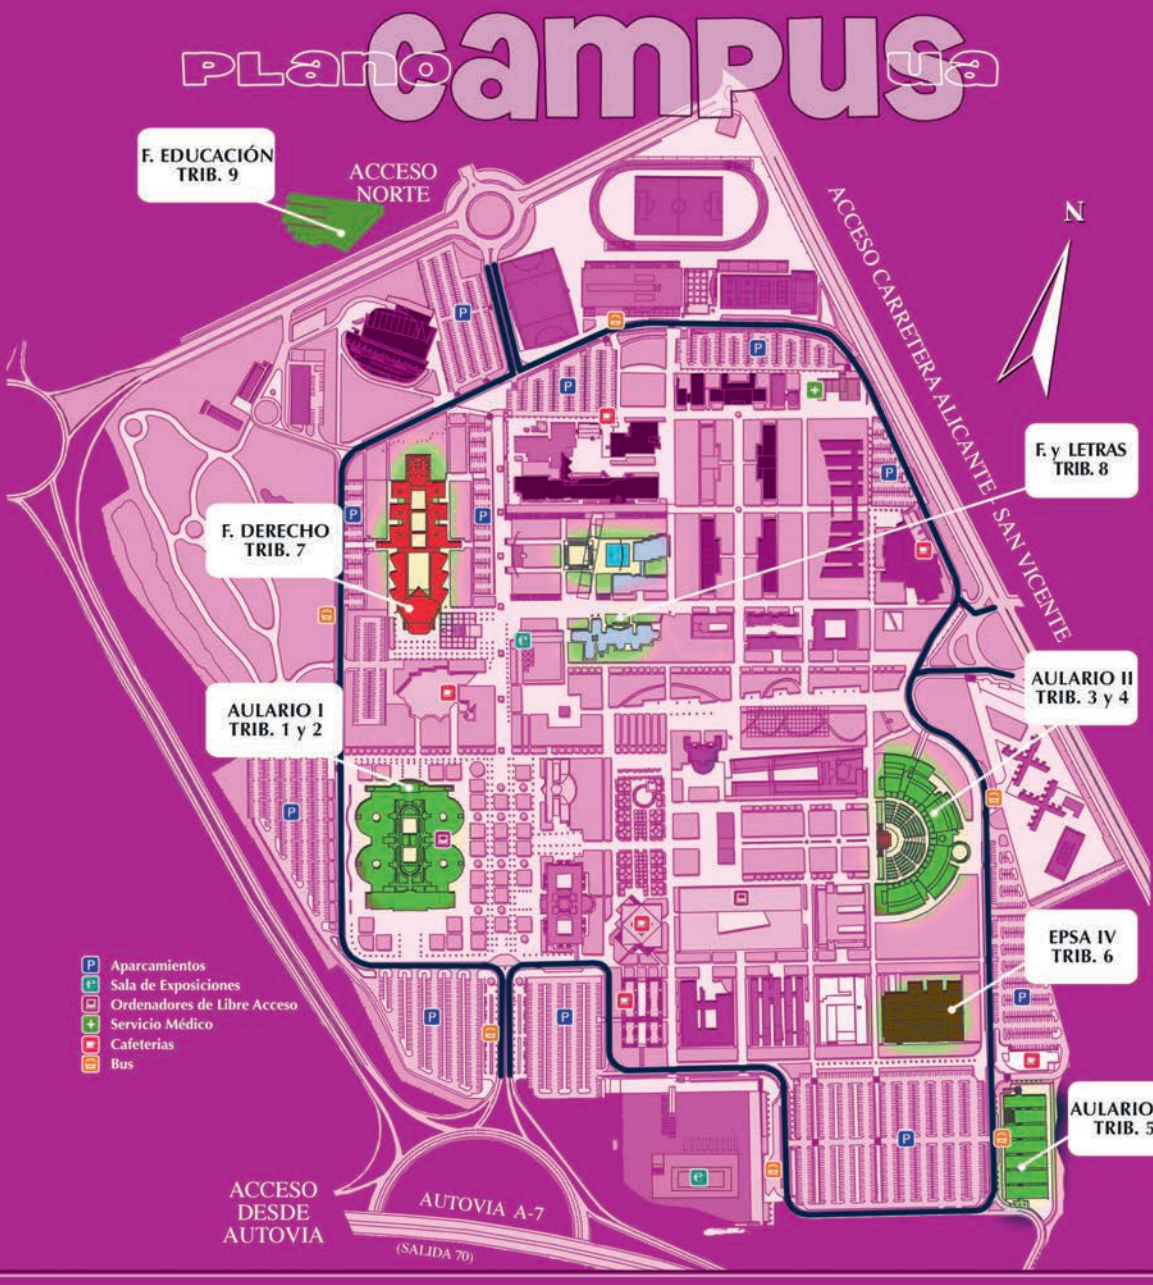 PLano campus ua
F. EDUCACIÓN
TRIB. 9
ACCESO
NORTE
ACCESO CARRETERA ALICANTE - SAN VICENTE
N
F. y LETRAS
TRIB. 8
F. DERECHO
TRIB. 7
AULARIO II
TRIB. 3 y 4
AULARIO I
TRIB. 1 y 2
EPSA IV
TRIB. 6
P Aparcamientos
e Sala de Exposiciones
Ordenadores de Libre Acceso
+ Servicio Médico
Cafeterias
Bus
AULARIO
TRIB. 5
ACCESO
DESDE
AUTOVIA
AUTOVIA A-7
(SALIDA 70)